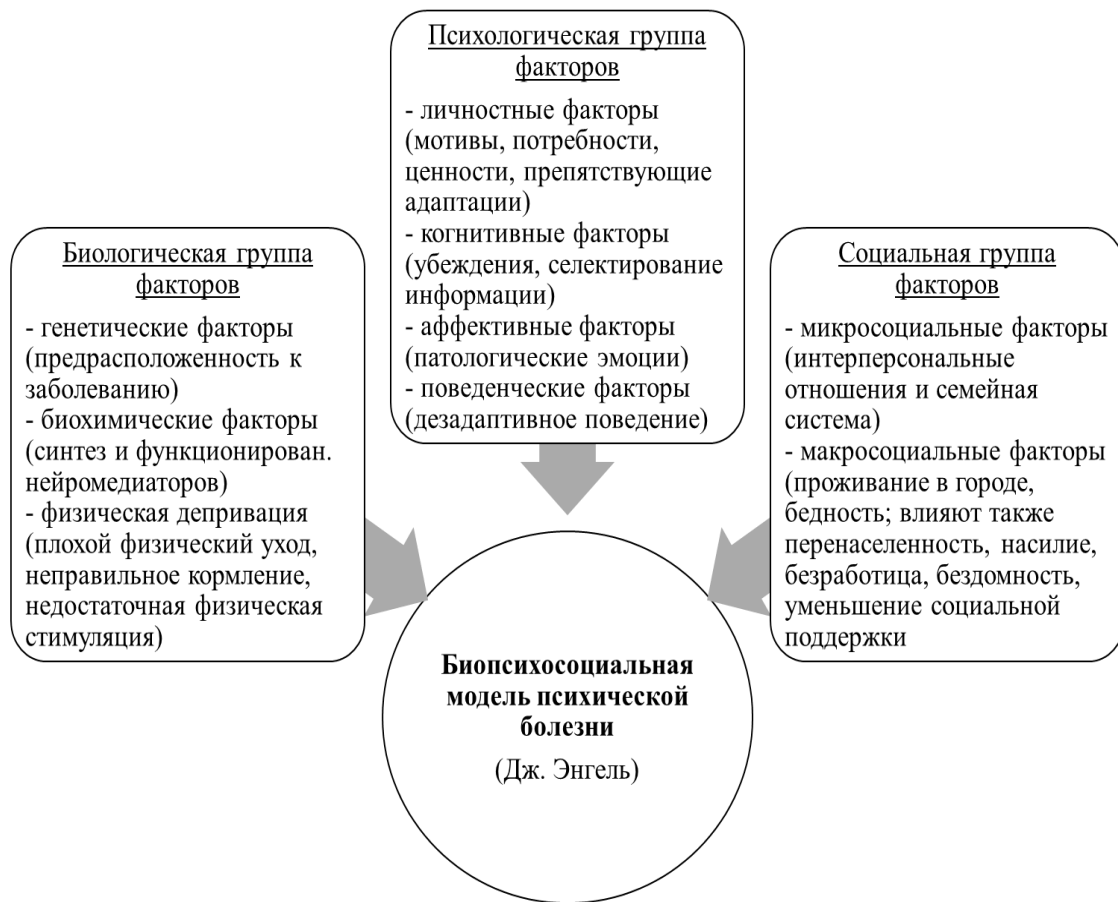 Психологическая группа
факторов
- личностные факторы
(мотивы, потребности,
ценности, препятствующие
адаптации)
- когнитивные факторы
(убеждения, селектирование
информации)
- аффективные факторы
(патологические эмоции)
- поведенческие факторы
(дезадаптивное поведение)
Биологическая группа
факторов
- генетические факторы
(предрасположенность к
заболеванию)
- биохимические факторы
(синтез и функционирован.
нейромедиаторов)
- физическая депривация
(плохой физический уход,
неправильное кормление,
недостаточная физическая
стимуляция)
Социальная группа
факторов
- микросоциальные факторы
(интерперсональные
отношения и семейная
система)
- макросоциальные факторы
(проживание в городе,
бедность; влияют также
перенаселенность, насилие,
безработица, бездомность,
уменьшение социальной
поддержки
Биопсихосоциальная
модель психической
болезни
(Дж. Энгель)